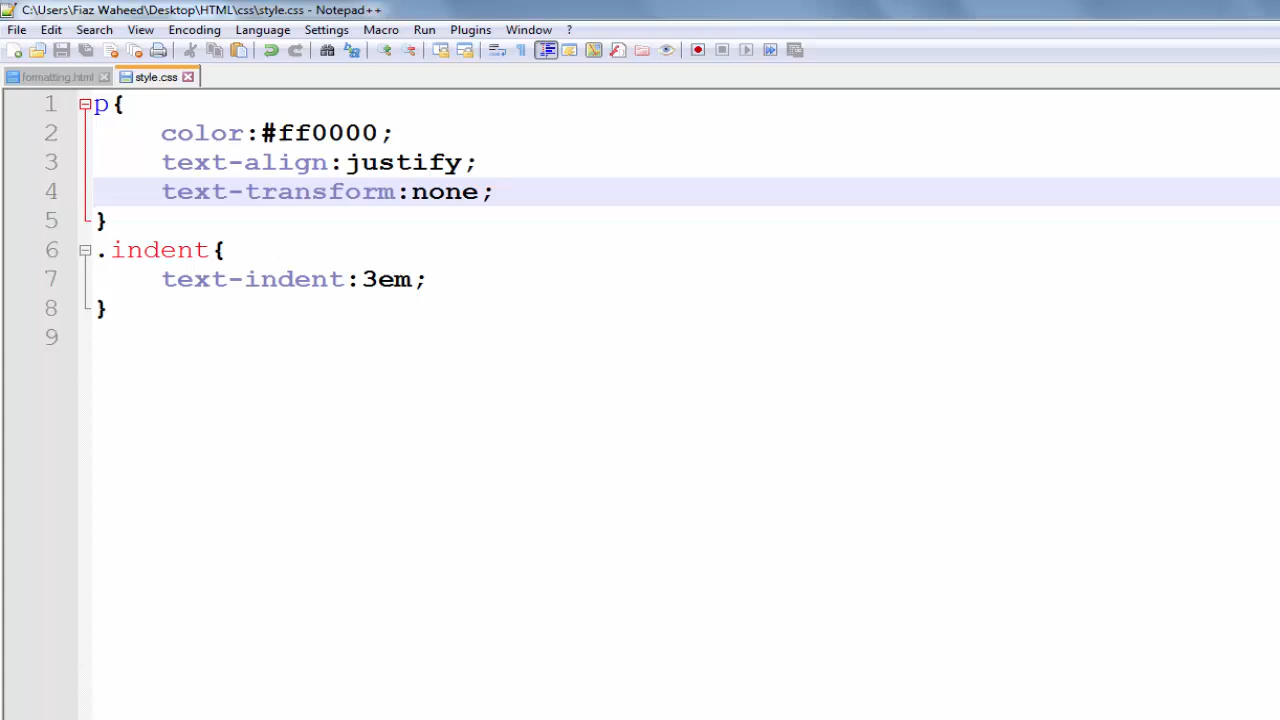 C:\Users\Fiaz Waheed\Desktop\HTML\css\style.css - Notepad++
File Edit Search View Encoding Language Settings Macro Run Plugins Window ?
formatting.html style.css
1 p{
2 color:#ff0000;
3 text-align:justify;
4 text-transform:none;
5 }
6 .indent{
7 text-indent:3em;
8 }
9